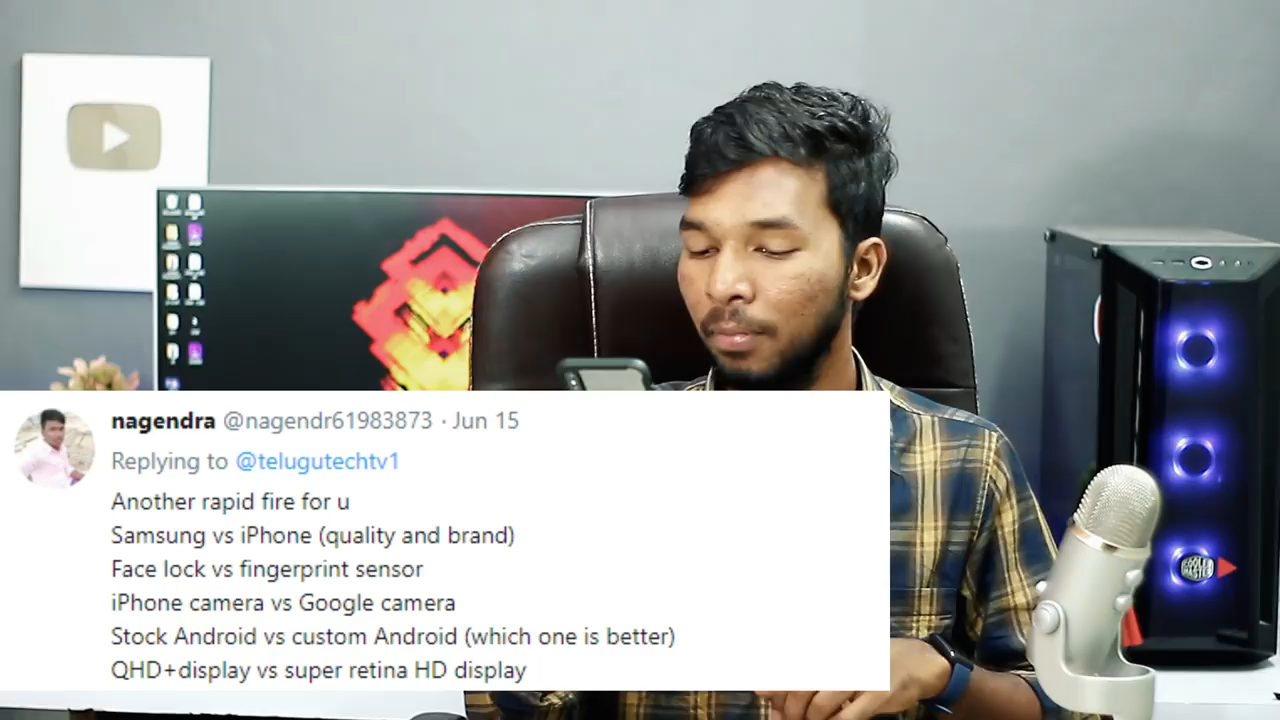 nagendra @nagendr61983873 · Jun 15
Replying to @telugutechtv1
Another rapid fire for u
Samsung vs iPhone (quality and brand)
Face lock vs fingerprint sensor
iPhone camera vs Google camera
Stock Android vs custom Android (which one is better)
QHD+display vs super retina HD display
COOLER MASTER